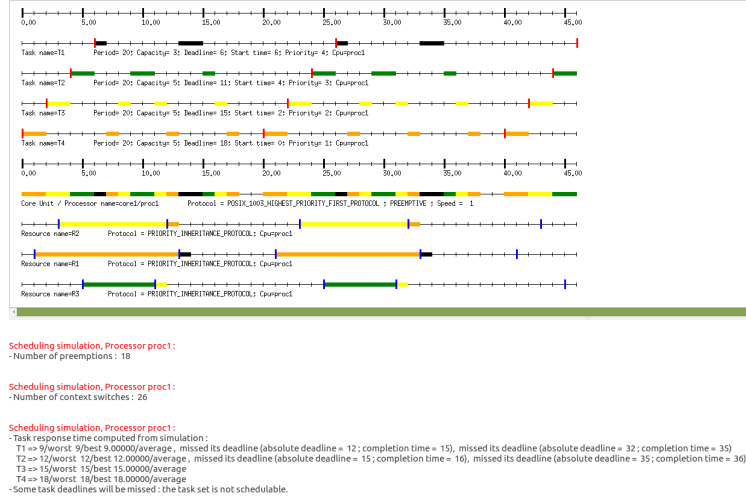 0,00 5,00 10,00 15,00 20,00 25,00 30,00 35,00 40,00 45,00
Task name=T1 Period= 20; Capacity= 3; Deadline= 6; Start time= 6; Priority= 4; Cpu=proc1
Task name=T2 Period= 20; Capacity= 5; Deadline= 11; Start time= 4; Priority= 3; Cpu=proc1
Task name=T3 Period= 20; Capacity= 5; Deadline= 15; Start time= 2; Priority= 2; Cpu=proc1
Task name=T4 Period= 20; Capacity= 5; Deadline= 18; Start time= 0; Priority= 1; Cpu=proc1
0,00 5,00 10,00 15,00 20,00 25,00 30,00 35,00 40,00 45,00
Core Unit / Processor name=core1/proc1 Protocol = POSIX_1003_HIGHEST_PRIORITY_FIRST_PROTOCOL ; PREEMPTIVE ; Speed = 1
Resource name=R2 Protocol = PRIORITY_INHERITANCE_PROTOCOL; Cpu=proc1
Resource name=R1 Protocol = PRIORITY_INHERITANCE_PROTOCOL; Cpu=proc1
Resource name=R3 Protocol = PRIORITY_INHERITANCE_PROTOCOL; Cpu=proc1
Scheduling simulation, Processor proc1 :
- Number of preemptions : 18
Scheduling simulation, Processor proc1 :
- Number of context switches : 26
Scheduling simulation, Processor proc1 :
- Task response time computed from simulation :
T1 => 9/worst 9/best 9.00000/average , missed its deadline (absolute deadline = 12 ; completion time = 15), missed its deadline (absolute deadline = 32 ; completion time = 35)
T2 => 12/worst 12/best 12.00000/average , missed its deadline (absolute deadline = 15 ; completion time = 16), missed its deadline (absolute deadline = 35 ; completion time = 36)
T3 => 15/worst 15/best 15.00000/average
T4 => 18/worst 18/best 18.00000/average
- Some task deadlines will be missed : the task set is not schedulable.